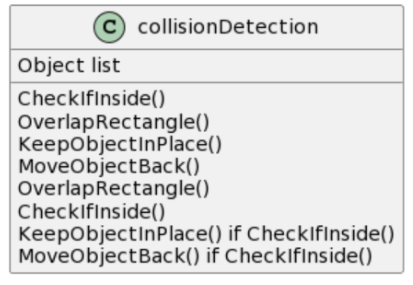 C collisionDetection
Object list
CheckIfInside()
OverlapRectangle()
KeepObjectInPlace()
MoveObjectBack()
OverlapRectangle()
CheckIfInside()
KeepObjectInPlace() if CheckIfInside()
MoveObjectBack() if CheckIfInside()